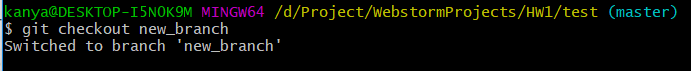 kanya@DESKTOP-I5NOK9M MINGW64 /d/Project/WebstormProjects/HW1/test (master)
$ git checkout new_branch
Switched to branch 'new_branch'